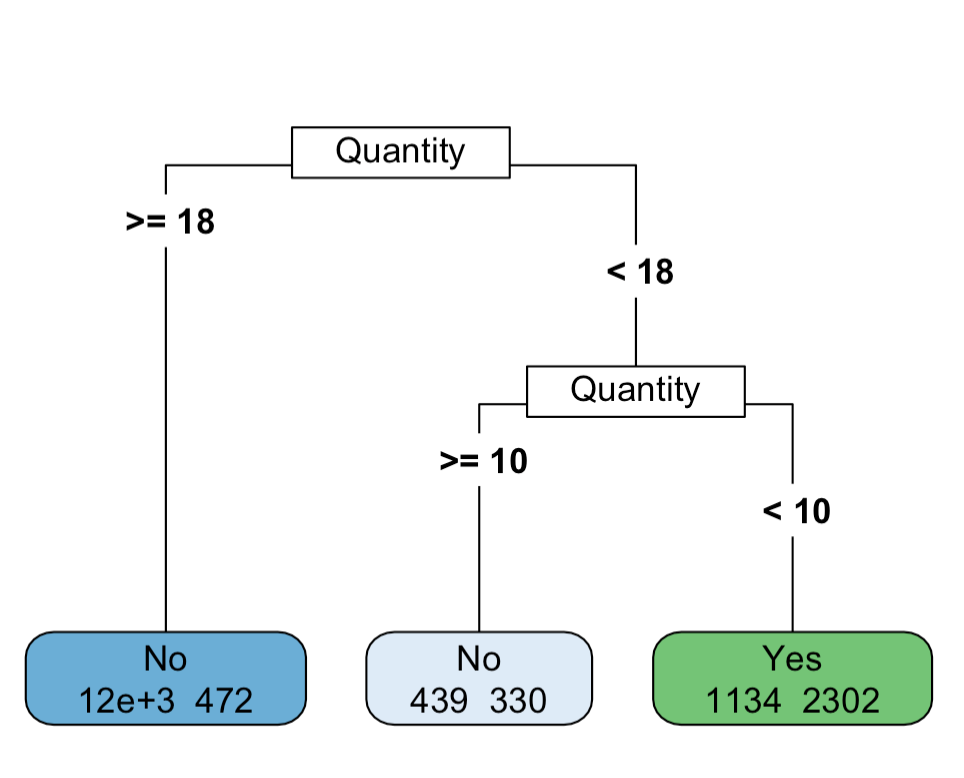 Quantity
>= 18
< 18
Quantity
>= 10
< 10
No
12e+3 472
No
439 330
Yes
1134 2302